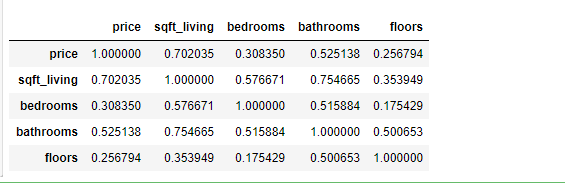 price sqft_living bedrooms bathrooms floors
price 1.000000 0.702035 0.308350 0.525138 0.256794
sqft_living 0.702035 1.000000 0.576671 0.754665 0.353949
bedrooms 0.308350 0.576671 1.000000 0.515884 0.175429
bathrooms 0.525138 0.754665 0.515884 1.000000 0.500653
floors 0.256794 0.353949 0.175429 0.500653 1.000000